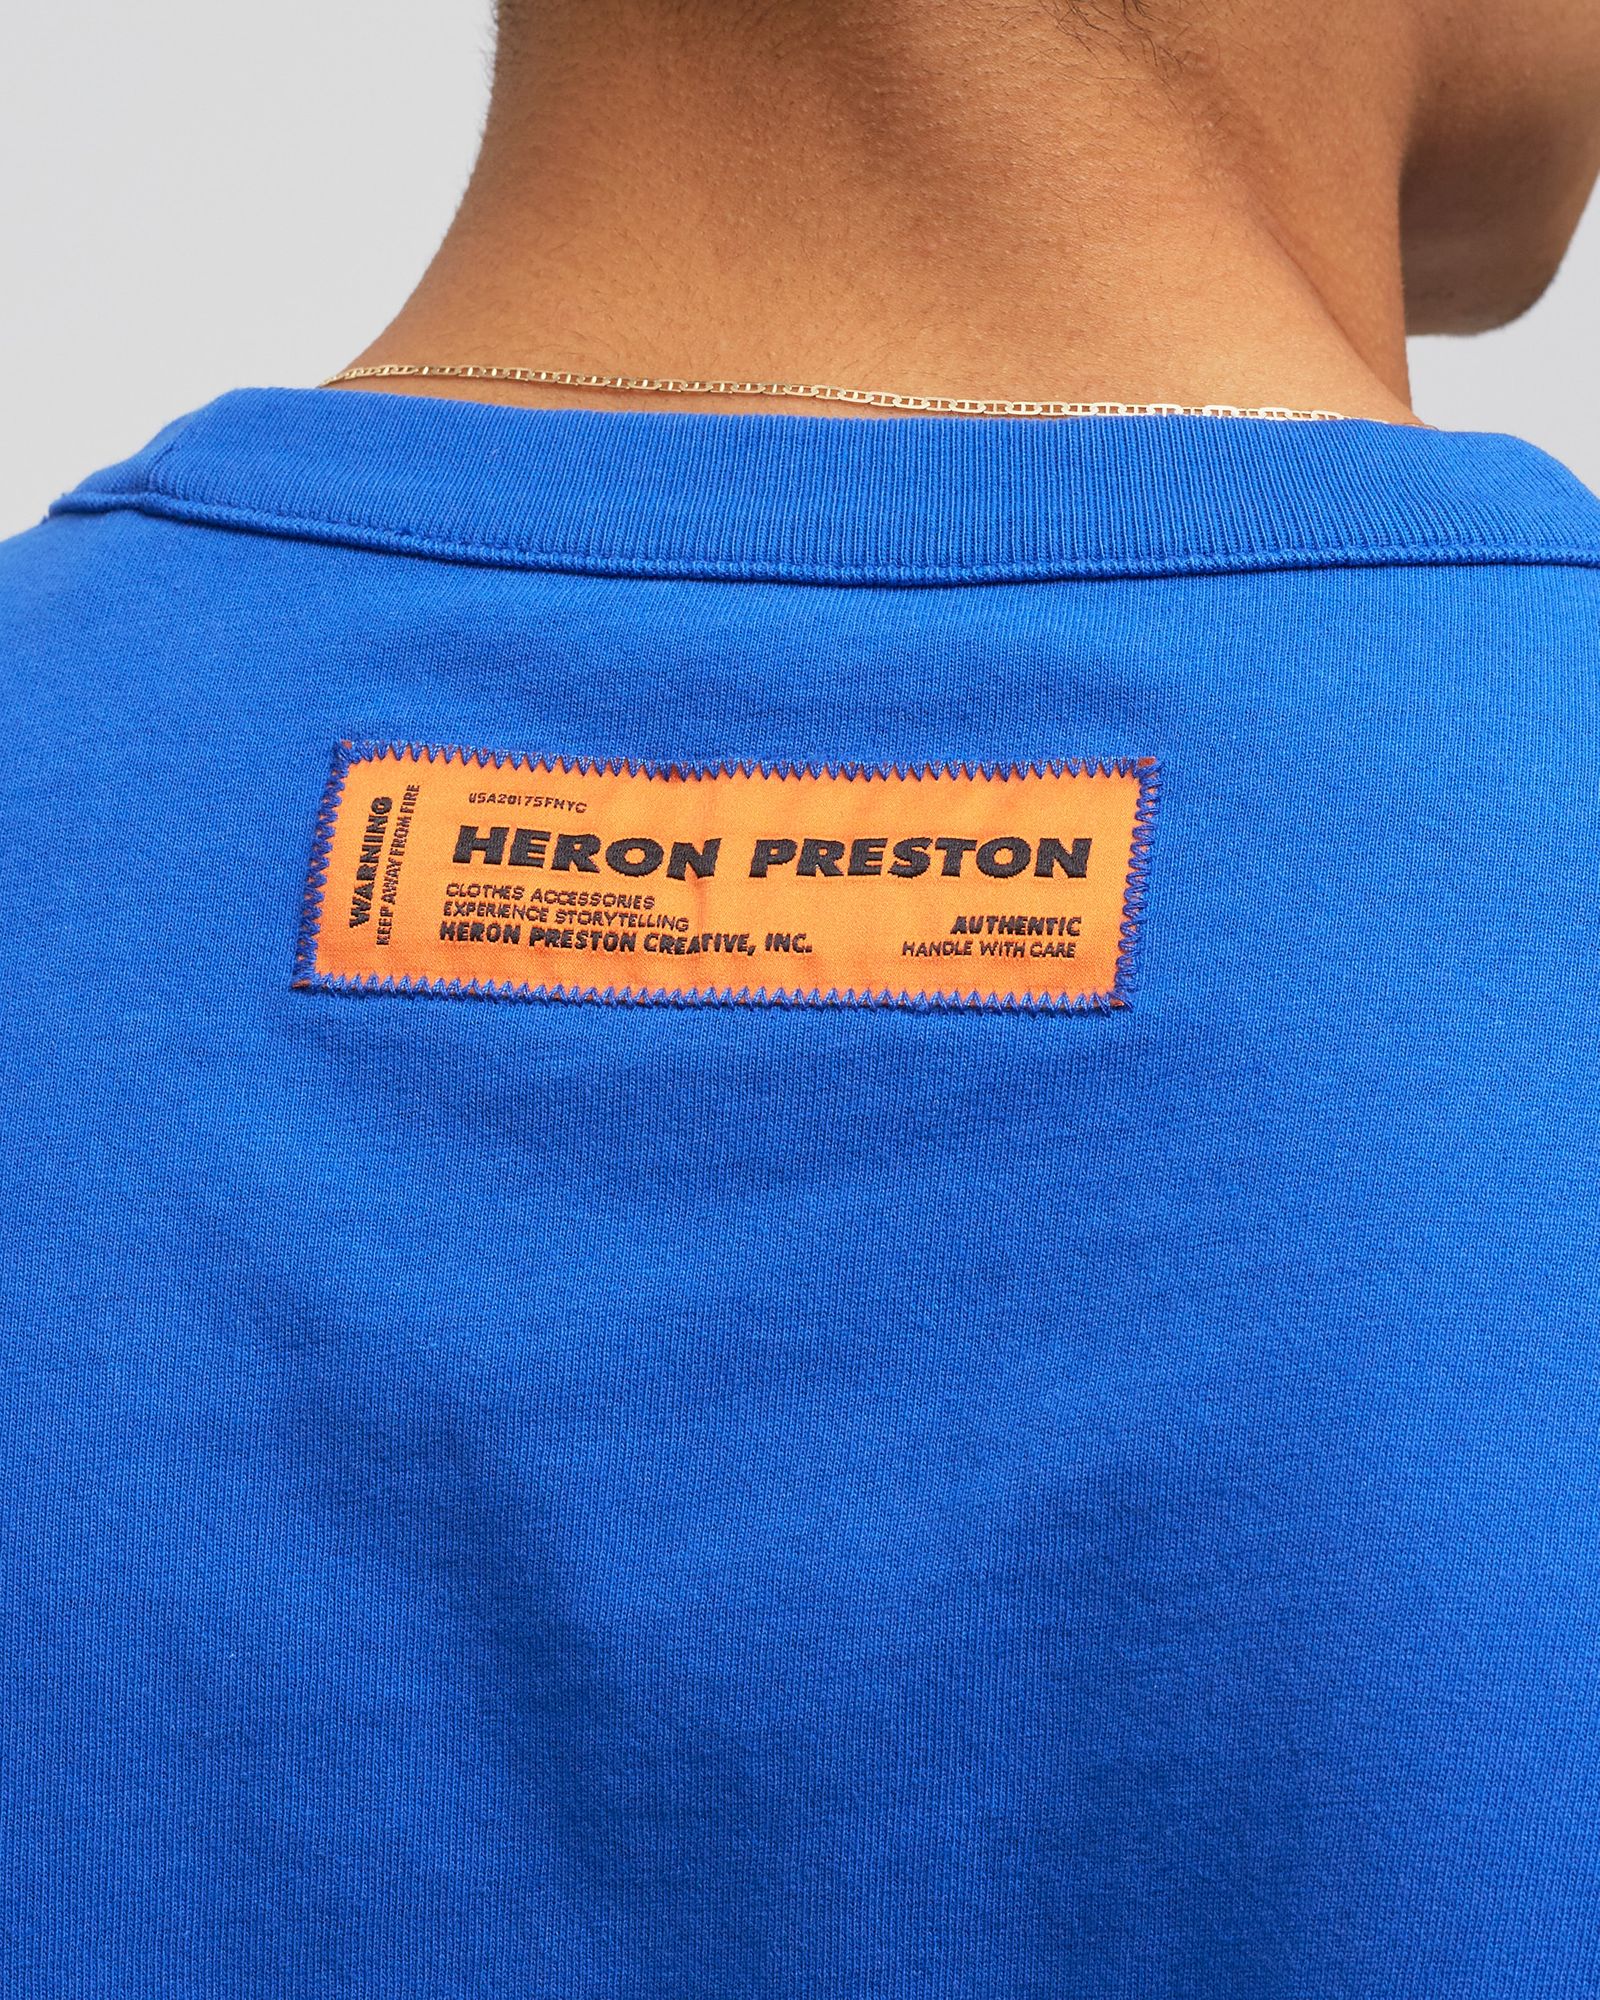 WARNING
KEEP AWAY FROM FIRE
USA2017SFNYC
HERON PRESTON
CLOTHES ACCESSORIES
EXPERIENCE STORYTELLING
HERON PRESTON CREATIVE, INC.
AUTHENTIC
HANDLE WITH CARE